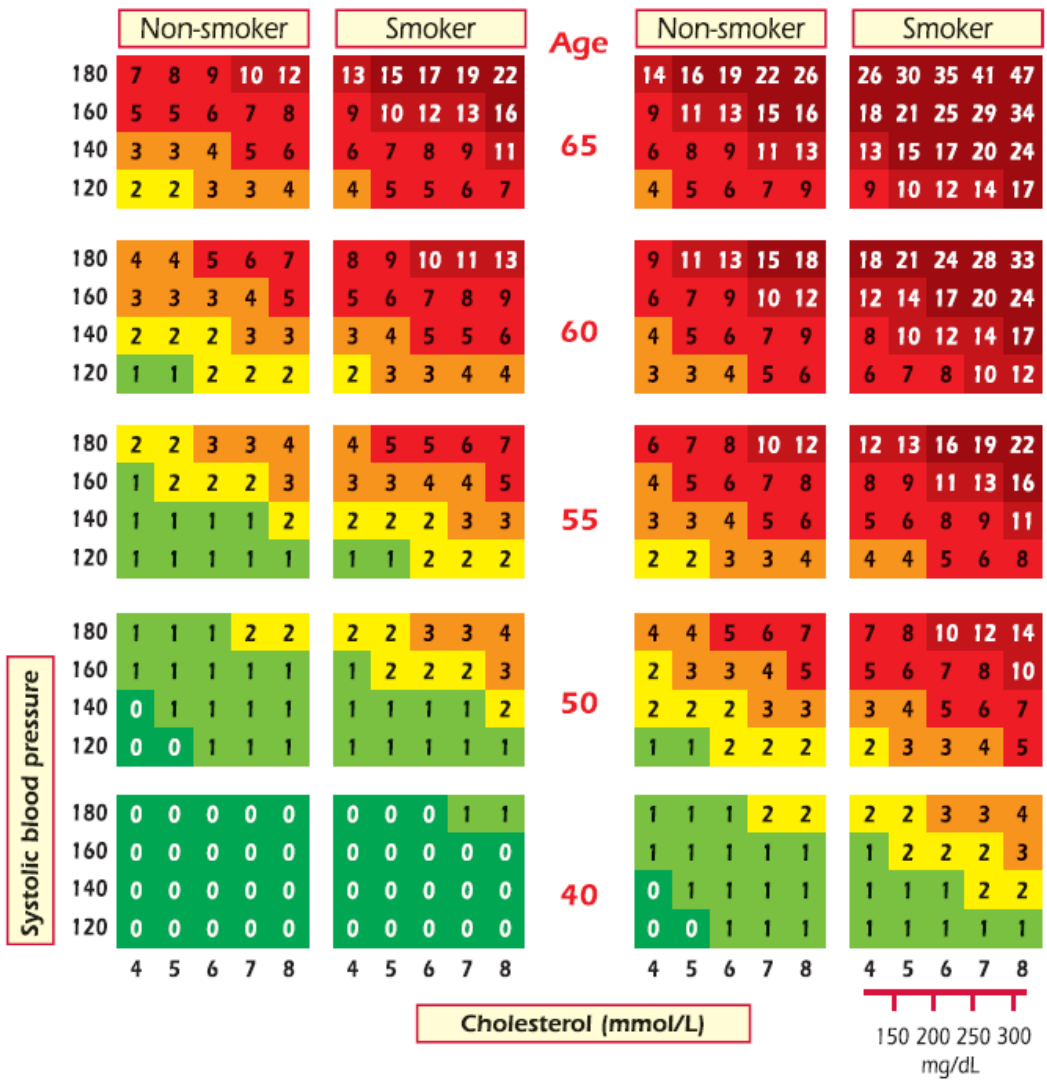 Non-smoker Smoker Age Non-smoker Smoker
180 7 8 9 10 12 13 15 17 19 22 14 16 19 22 26 26 30 35 41 47
160 5 5 6 7 8 9 10 12 13 16 9 11 13 15 16 18 21 25 29 34
140 3 3 4 5 6 6 7 8 9 11 65 6 8 9 11 13 13 15 17 20 24
120 2 2 3 3 4 4 5 5 6 7 4 5 6 7 9 9 10 12 14 17
180 4 4 5 6 7 8 9 10 11 13 9 11 13 15 18 18 21 24 28 33
160 3 3 3 4 5 5 6 7 8 9 6 7 9 10 12 12 14 17 20 24
140 2 2 2 3 3 3 4 5 5 6 60 4 5 6 7 9 8 10 12 14 17
120 1 1 2 2 2 2 3 3 4 4 3 3 4 5 6 6 7 8 10 12
180 2 2 3 3 4 4 5 5 6 7 6 7 8 10 12 12 13 16 19 22
160 1 2 2 2 3 3 3 4 4 5 4 5 6 7 8 8 9 11 13 16
140 1 1 1 1 2 2 2 2 3 3 55 3 3 4 5 6 5 6 8 9 11
120 1 1 1 1 1 1 1 2 2 2 2 2 3 3 4 4 4 5 6 8
180 1 1 1 2 2 2 2 3 3 4 4 4 5 6 7 7 8 10 12 14
160 1 1 1 1 1 1 2 2 2 3 2 3 3 4 5 5 6 7 8 10
140 0 1 1 1 1 1 1 1 1 2 50 2 2 2 3 3 3 4 5 6 7
120 0 0 1 1 1 1 1 1 1 1 1 1 2 2 2 2 3 3 4 5
180 0 0 0 0 0 0 0 0 1 1 1 1 1 2 2 2 2 3 3 4
160 0 0 0 0 0 0 0 0 0 0 1 1 1 1 1 1 2 2 2 3
140 0 0 0 0 0 0 0 0 0 0 40 0 1 1 1 1 1 1 1 2 2
120 0 0 0 0 0 0 0 0 0 0 0 0 1 1 1 1 1 1 1 1
Systolic blood pressure
4 5 6 7 8 4 5 6 7 8 4 5 6 7 8 4 5 6 7 8
Cholesterol (mmol/L)
150 200 250 300
mg/dL